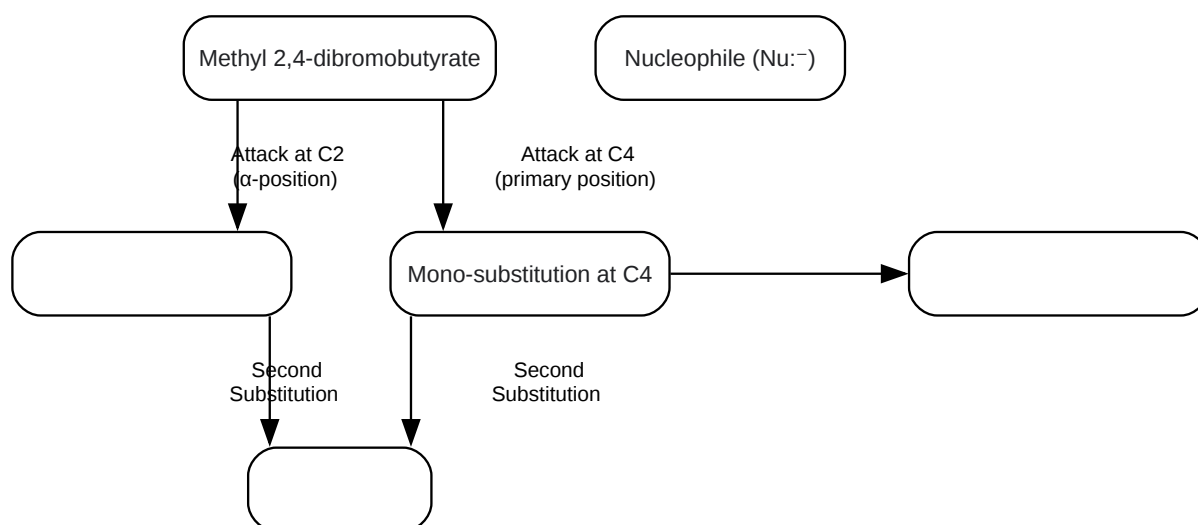 Methyl 2,4-dibromobutyrate
Nucleophile (Nu:⁻)
Attack at C2
(α-position)
Attack at C4
(primary position)
Mono-substitution at C4
Second
Substitution
Second
Substitution